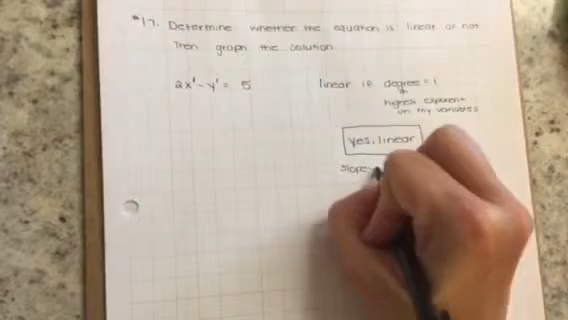 #17. Determine whether the equation is linear or not.
Then graph the solution.
2x¹ - y¹ = 5
linear if degree = 1
highest exponent
on my variables
yes, linear
slope